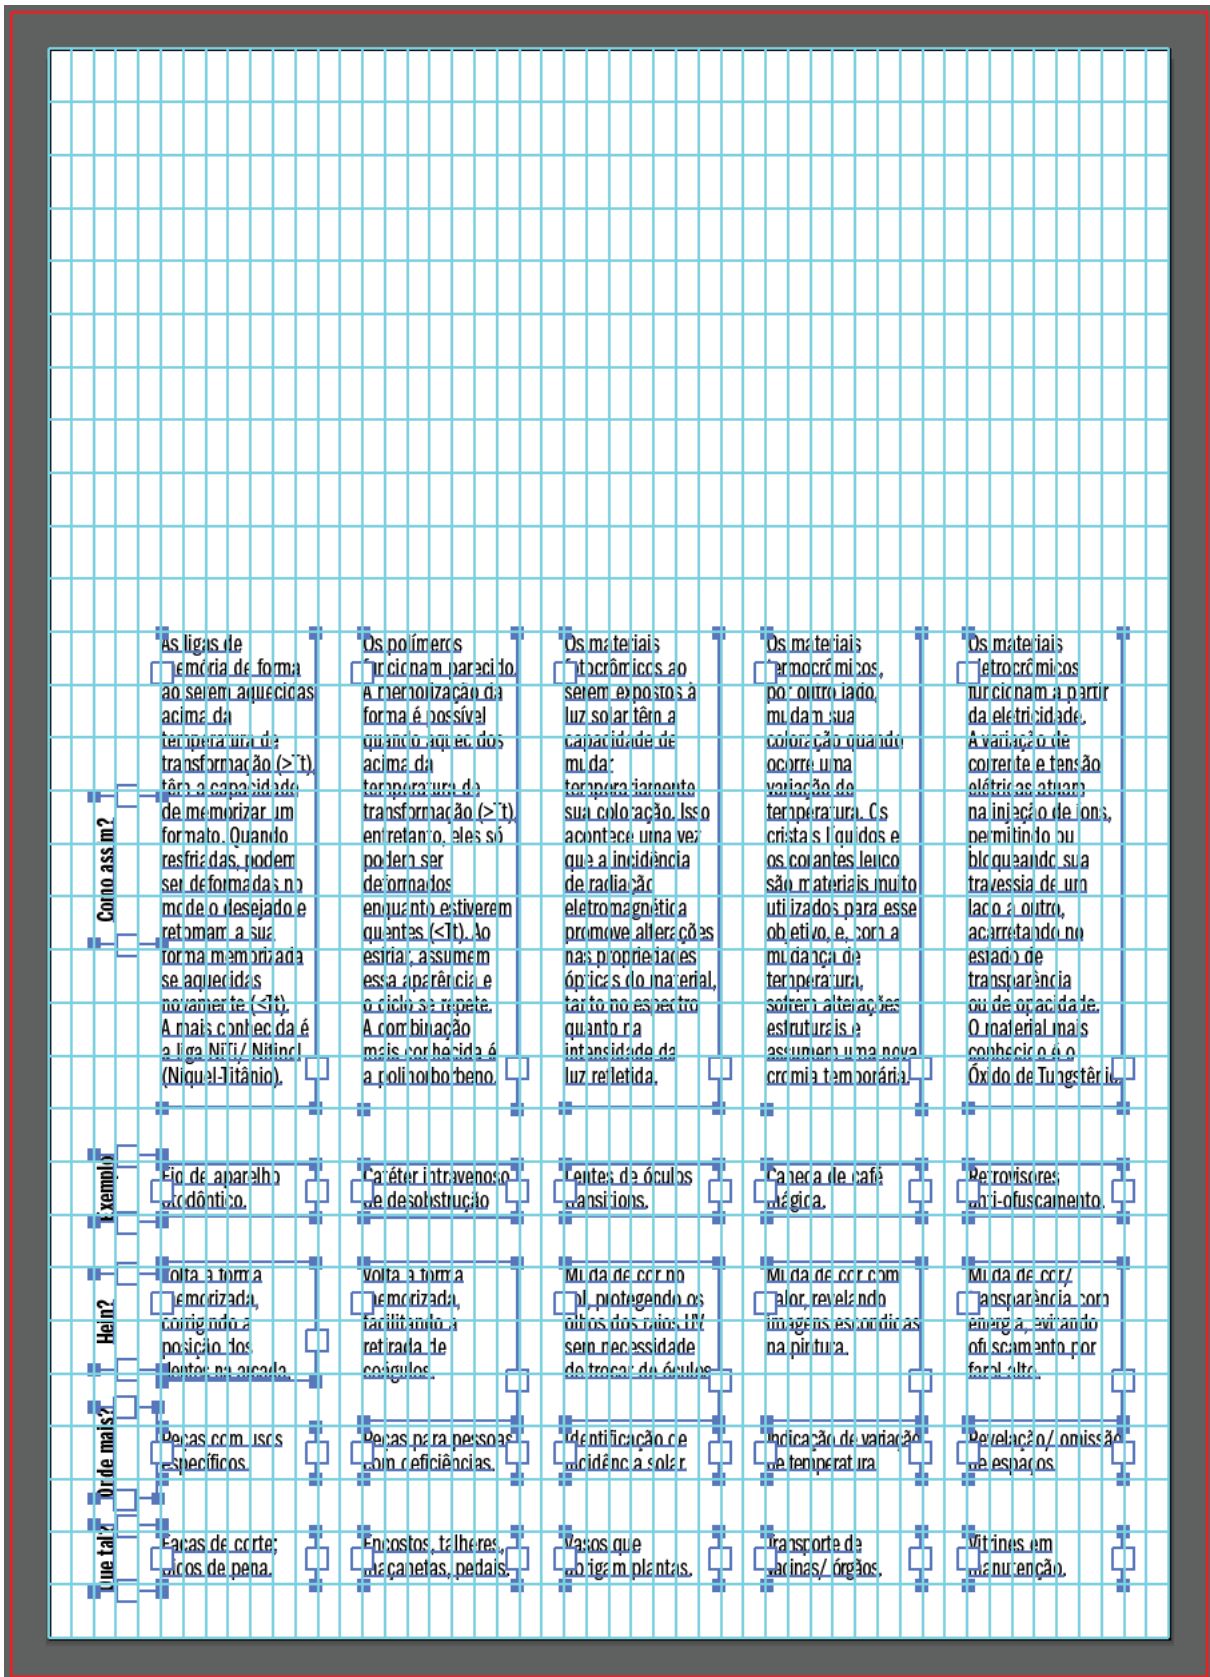 Como assim?
As ligas de
memória de forma
ao serem aquecidas
acima da
temperatura de
transformação (>Tt),
têm a capacidade
de memorizar um
formato. Quando
resfriadas, podem
ser deformadas no
modelo desejado e
retomam a sua
forma memorizada
se aquecidas
novamente (<Tt).
A mais conhecida é
a liga NiTi/ Nitinol
(Níquel-Titânio).
Os polímeros
funcionam parecido.
A memorização da
forma é possível
quando aquecidos
acima da
temperatura de
transformação (>Tt),
entretanto, eles só
podem ser
deformados
enquanto estiverem
quentes (<Tt). Ao
esfriar, assumem
essa aparência e
o ciclo se repete.
A combinação
mais conhecida é
a polinorborbeno.
Os materiais
fotocrômicos ao
serem expostos à
luz solar têm a
capacidade de
mudar
temporariamente
sua coloração. Isso
acontece uma vez
que a incidência
de radiação
eletromagnética
promove alterações
nas propriedades
ópticas do material,
tanto no espectro
quanto na
intensidade da
luz refletida.
Os materiais
termocrômicos,
por outro lado,
mudam sua
coloração quando
ocorre uma
variação de
temperatura. Os
cristais líquidos e
os corantes leuco
são materiais muito
utilizados para esse
objetivo, e, com a
mudança de
temperatura,
sofrem alterações
estruturais e
assumem uma nova
cromia temporária.
Os materiais
eletrocrômicos
funcionam a partir
da eletricidade.
A variação de
corrente e tensão
elétricas atuam
na injeção de íons,
permitindo ou
bloqueando sua
travessia de um
lado a outro,
acarretando no
estado de
transparência
ou de opacidade.
O material mais
conhecido é o
Óxido de Tungstênio.
Exemplo
Fio de aparelho
otodôntico.
Catéter intravenoso
de desobstrução
Lentes de óculos
transitions.
Caneca de café
mágica.
Retrovisores
anti-ofuscamento.
Hein?
Volta a forma
memorizada,
corrigindo a
posição dos
dentes na arcada.
Volta a forma
memorizada,
facilitando a
retirada de
coágulos.
Muda de cor no
sol, protegendo os
olhos dos raios UV
sem necessidade
de trocar de óculos.
Muda de cor com
calor, revelando
imagens escondidas
na pintura.
Muda de cor/
transparência com
energia, evitando
ofuscamento por
farol alto.
Onde mais?
Peças com usos
específicos.
Peças para pessoas
com deficiências.
Identificação de
incidência solar.
Indicação de variação
de temperatura.
Revelação/ omissão
de espaços.
Que tal?
Facas de corte;
bicos de pena.
Encostos, talheres,
maçanetas, pedais.
Vasos que
abrigam plantas.
Transporte de
vacinas/ órgãos.
Vitrines em
manutenção.